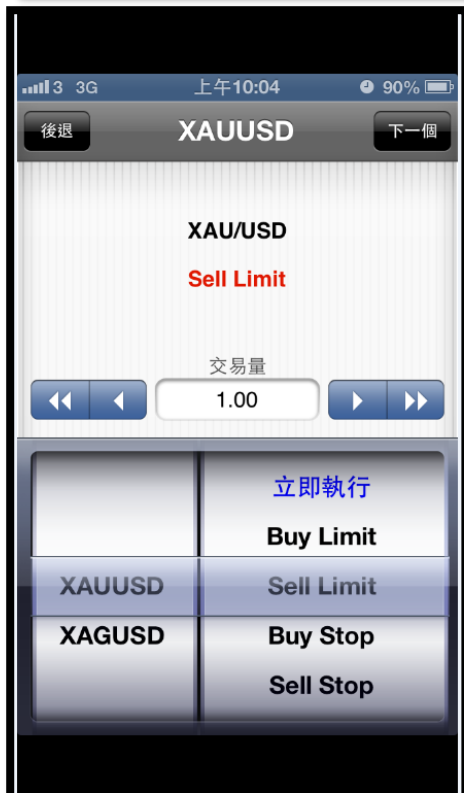 3 3G 上午10:04 90%
後退 XAUUSD 下一個
XAU/USD
Sell Limit
交易量
1.00
立即執行
Buy Limit
XAUUSD Sell Limit
XAGUSD Buy Stop
Sell Stop